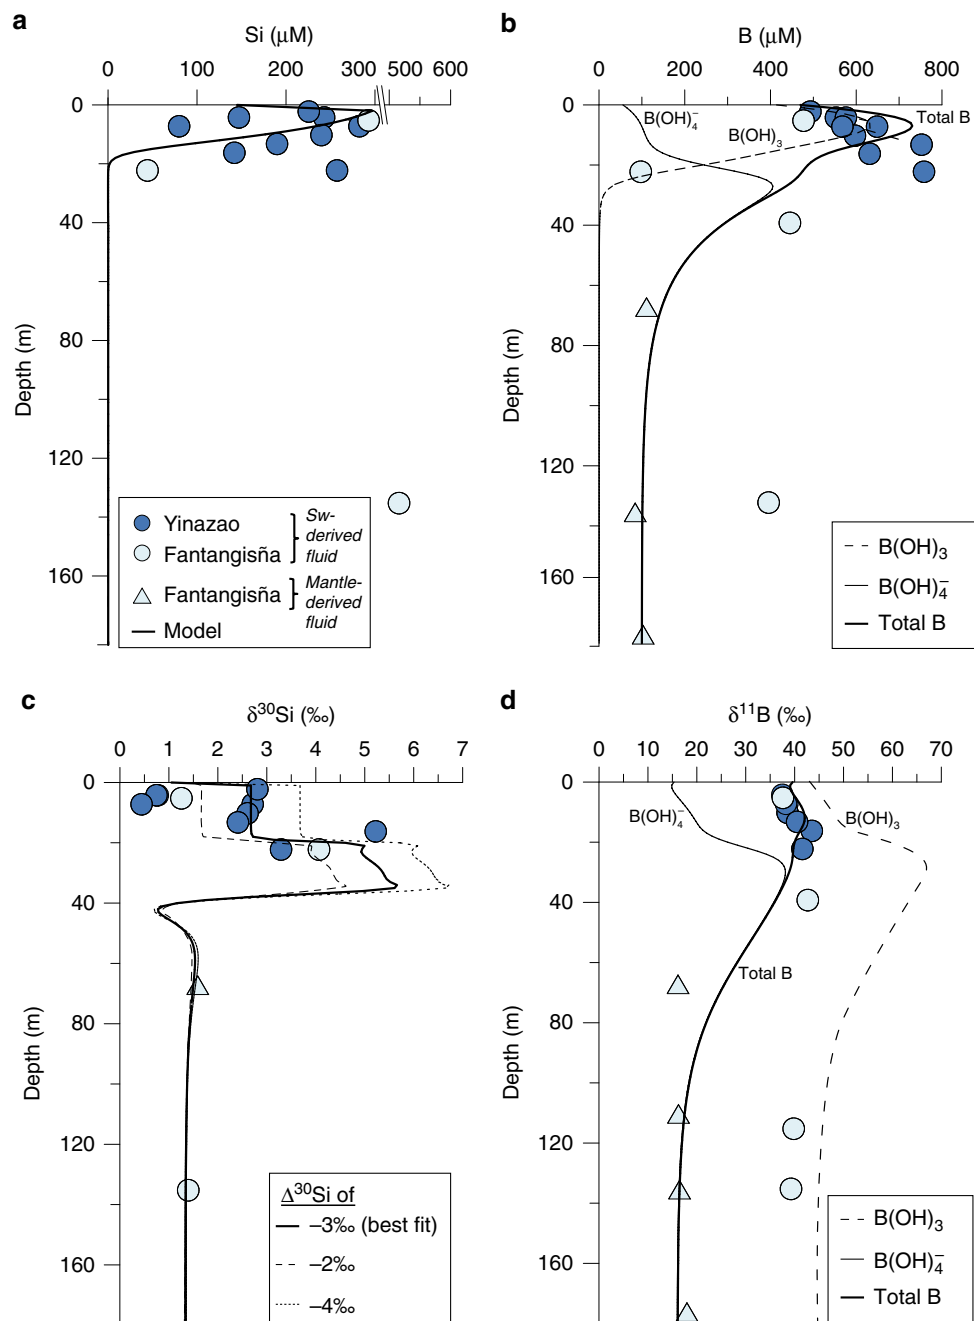 a
Si (μM)
0 100 200 300 500 600
0
40
80
120
160
Depth (m)
Yinazao
Fantangisña
Sw-
derived
fluid
Fantangisña
Mantle-
derived
fluid
Model
b
B (μM)
0 200 400 600 800
0
40
80
120
160
Depth (m)
B(OH)₄⁻
B(OH)₃
Total B
B(OH)₃
B(OH)₄⁻
Total B
c
δ³⁰Si (‰)
0 1 2 3 4 5 6 7
0
40
80
120
160
Depth (m)
Δ³⁰Si of
–3‰ (best fit)
–2‰
–4‰
d
δ¹¹B (‰)
0 10 20 30 40 50 60 70
0
40
80
120
160
Depth (m)
B(OH)₄⁻
B(OH)₃
Total B
B(OH)₃
B(OH)₄⁻
Total B